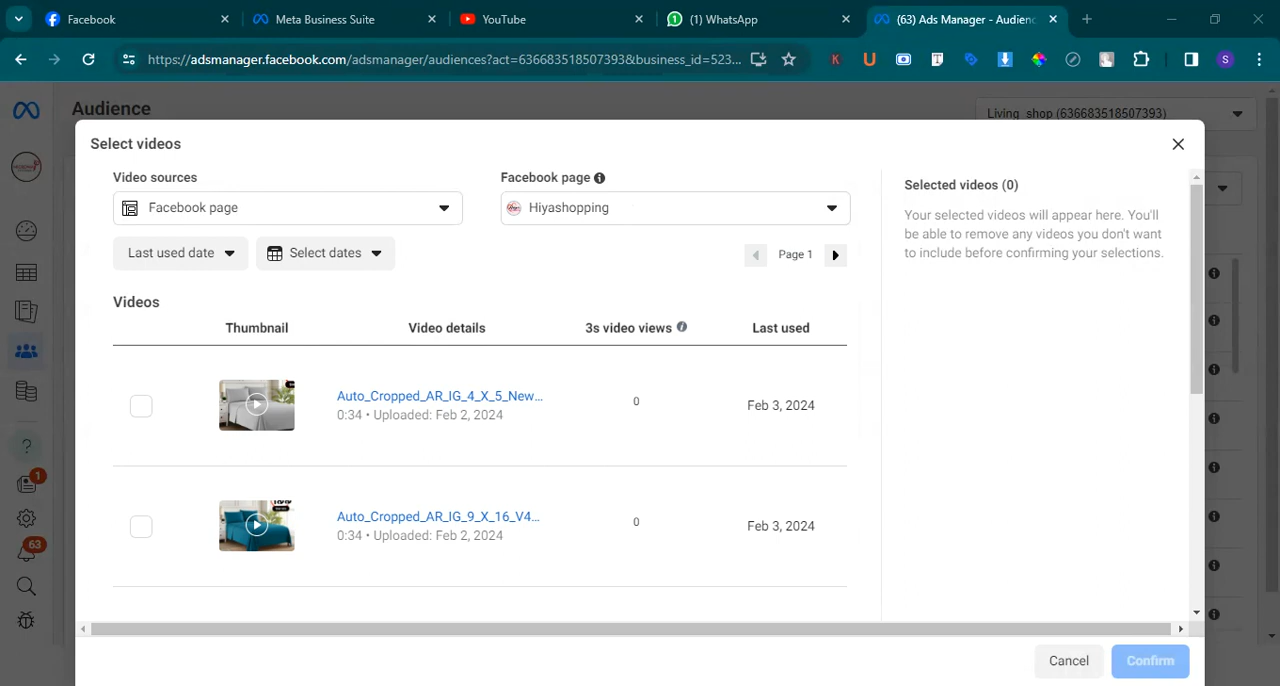 Facebook
Meta Business Suite
YouTube
(1) WhatsApp
(63) Ads Manager - Audienc
https://adsmanager.facebook.com/adsmanager/audiences?act=636683518507393&business_id=523...
Audience
Living_shop (636683518507393)
Select videos
Video sources
Facebook page
Facebook page
Hiyashopping
Selected videos (0)
Your selected videos will appear here. You'll
be able to remove any videos you don't want
to include before confirming your selections.
Last used date
Select dates
Page 1
Videos
Thumbnail
Video details
3s video views
Last used
Auto_Cropped_AR_IG_4_X_5_New...
0:34 • Uploaded: Feb 2, 2024
0
Feb 3, 2024
Auto_Cropped_AR_IG_9_X_16_V4...
0:34 • Uploaded: Feb 2, 2024
0
Feb 3, 2024
1
63
Cancel
Confirm